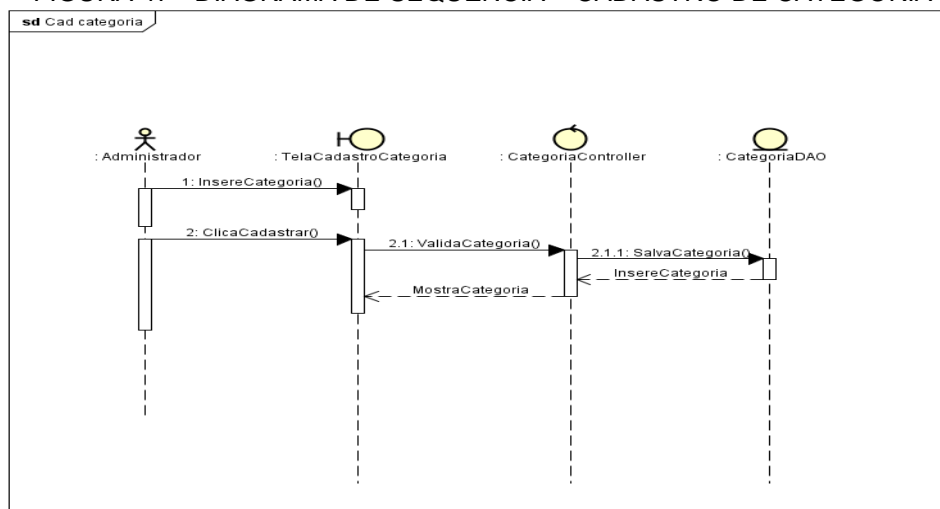 sd Cad categoria
: Administrador
: TelaCadastroCategoria
: CategoriaController
: CategoriaDAO
1: InsereCategoria()
2: ClicaCadastrar()
2.1: ValidaCategoria()
2.1.1: SalvaCategoria()
InsereCategoria
MostraCategoria